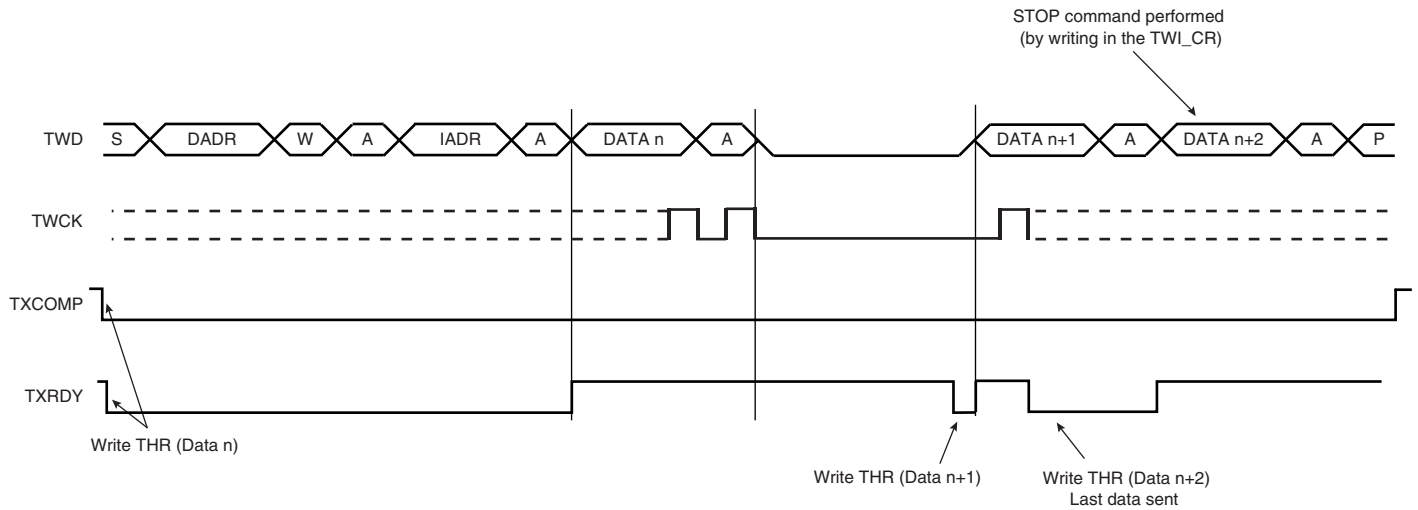 STOP command performed
(by writing in the TWI_CR)
TWD S DADR W A IADR A DATA n A DATA n+1 A DATA n+2 A P
TWCK
TXCOMP
TXRDY
Write THR (Data n)
Write THR (Data n+1)
Write THR (Data n+2)
Last data sent